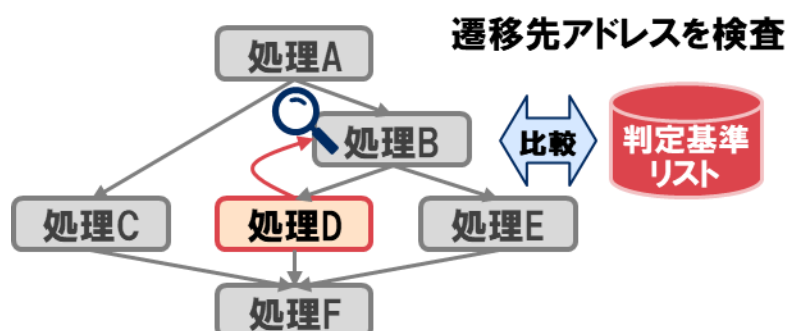 遷移先アドレスを検査
処理A
処理B
比較
判定基準
リスト
処理C
処理D
処理E
処理F